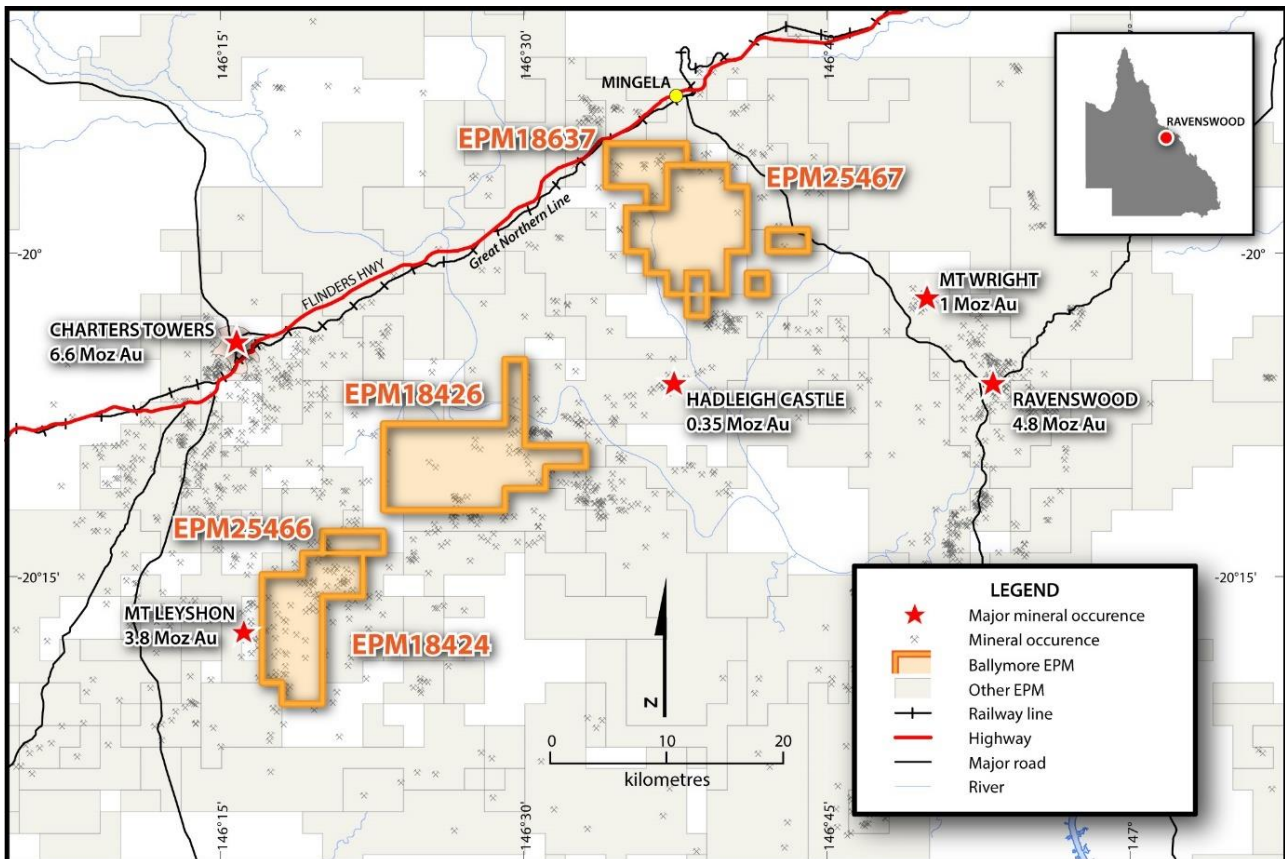 146°15'
146°30'
146°45'
MINGELA
EPM18637
EPM25467
RAVENSWOOD
Great Northern Line
FLINDERS HWY
-20°
-20°
MT WRIGHT
1 Moz Au
CHARTERS TOWERS
6.6 Moz Au
EPM18426
HADLEIGH CASTLE
0.35 Moz Au
RAVENSWOOD
4.8 Moz Au
EPM25466
-20°15'
-20°15'
MT LEYSHON
3.8 Moz Au
EPM18424
N
0 10 20
kilometres
LEGEND
Major mineral occurence
Mineral occurence
Ballymore EPM
Other EPM
Railway line
Highway
Major road
River
146°15'
146°30'
146°45'
147°